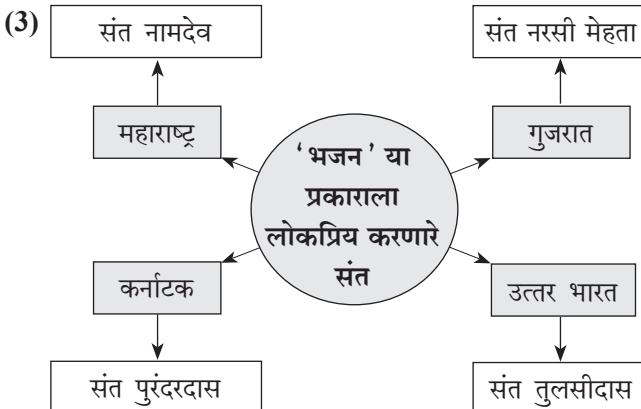 (3)
संत नामदेव
संत नरसी मेहता
महाराष्ट्र
गुजरात
‘भजन’ या
प्रकाराला
लोकप्रिय करणारे
संत
कर्नाटक
उत्तर भारत
संत पुरंदरदास
संत तुलसीदास